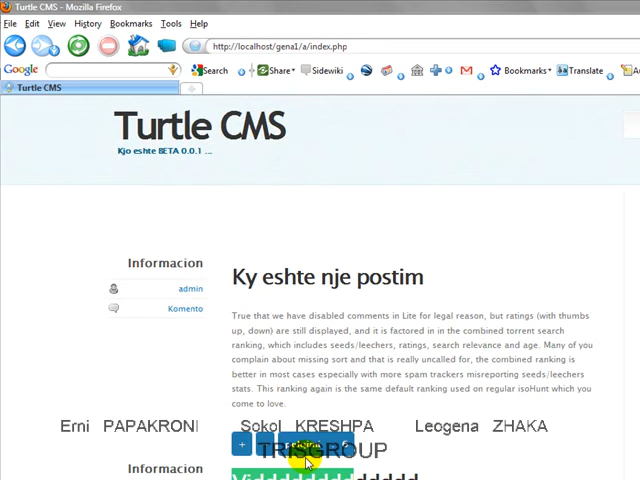 Turtle CMS - Mozilla Firefox
File Edit View History Bookmarks Tools Help
http://localhost/gena1/a/index.php
Google Search Share Sidewiki Bookmarks Translate
Turtle CMS
Turtle CMS
Kjo eshte BETA 0.0.1 ...
Informacion
admin
Komento
Ky eshte nje postim
True that we have disabled comments in Lite for legal reason, but ratings (with thumbs
up, down) are still displayed, and it is factored in in the combined torrent search
ranking, which includes seeds/leechers, ratings, search relevance and age. Many of you
complain about missing sort and that is really uncalled for, the combined ranking is
better in most cases especially with more spam trackers misreporting seeds/leechers
stats. This ranking again is the same default ranking used on regular isoHunt which you
come to love.
Erni PAPAKRONI Sokol KRESHPA Leogena ZHAKA
+
TRISGROUP
Informacion